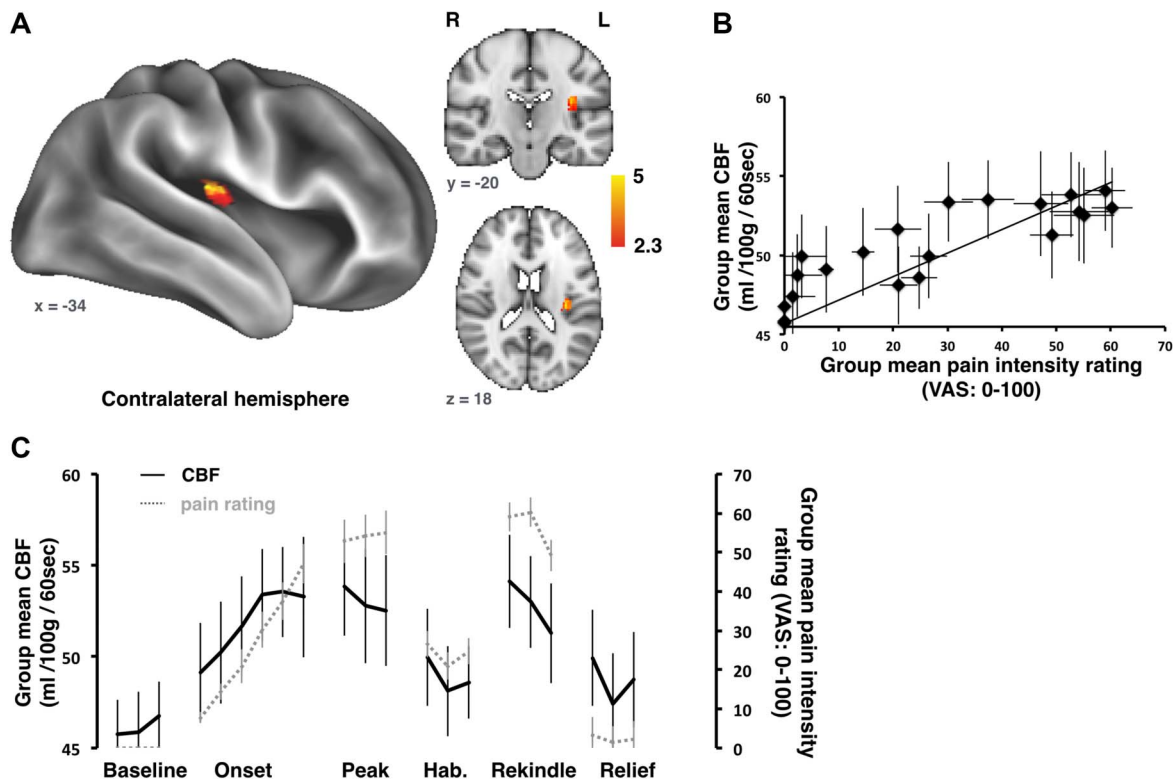 A
R
L
y = -20
5
2.3
x = -34
z = 18
Contralateral hemisphere
B
Group mean CBF
(ml /100g / 60sec)
60
55
50
45
0
10
20
30
40
50
60
70
Group mean pain intensity rating
(VAS: 0-100)
C
Group mean CBF
(ml /100g / 60sec)
60
55
50
45
CBF
pain rating
Baseline
Onset
Peak
Hab.
Rekindle
Relief
70
60
50
40
30
20
10
0
Group mean pain intensity
rating (VAS: 0-100)